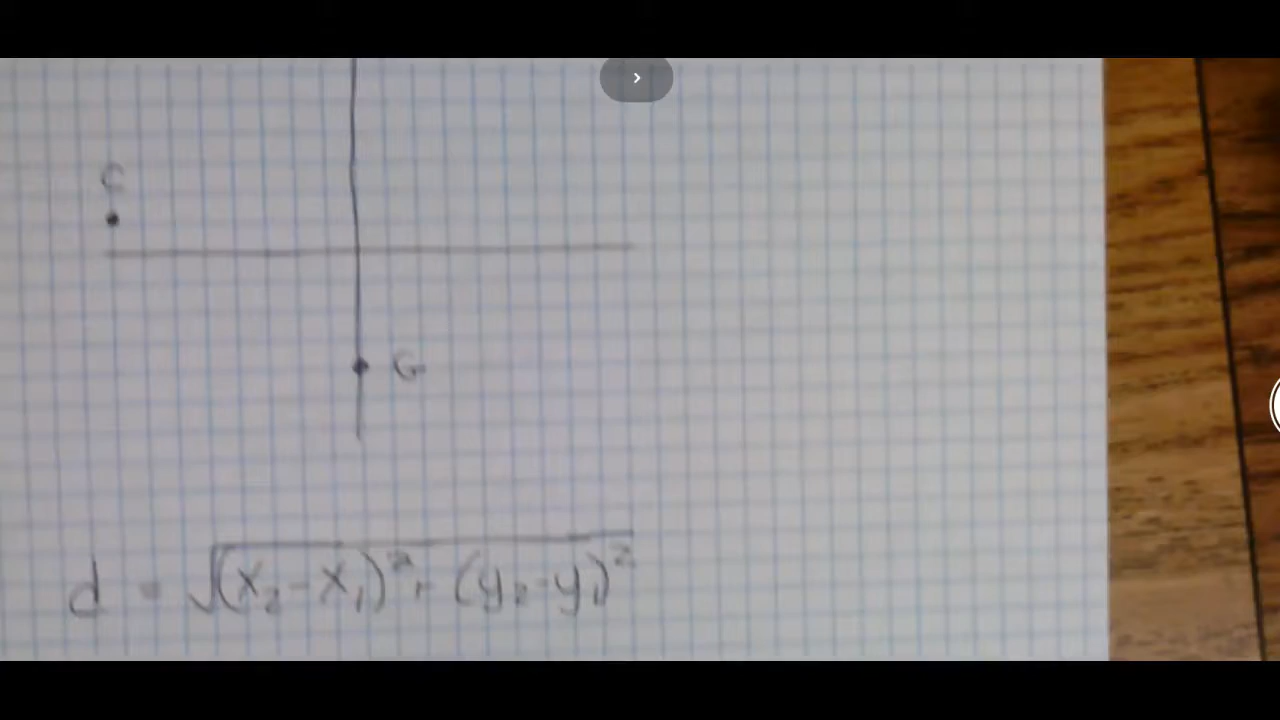 C
G
d = √(x₂-x₁)² + (y₂-y₁)²